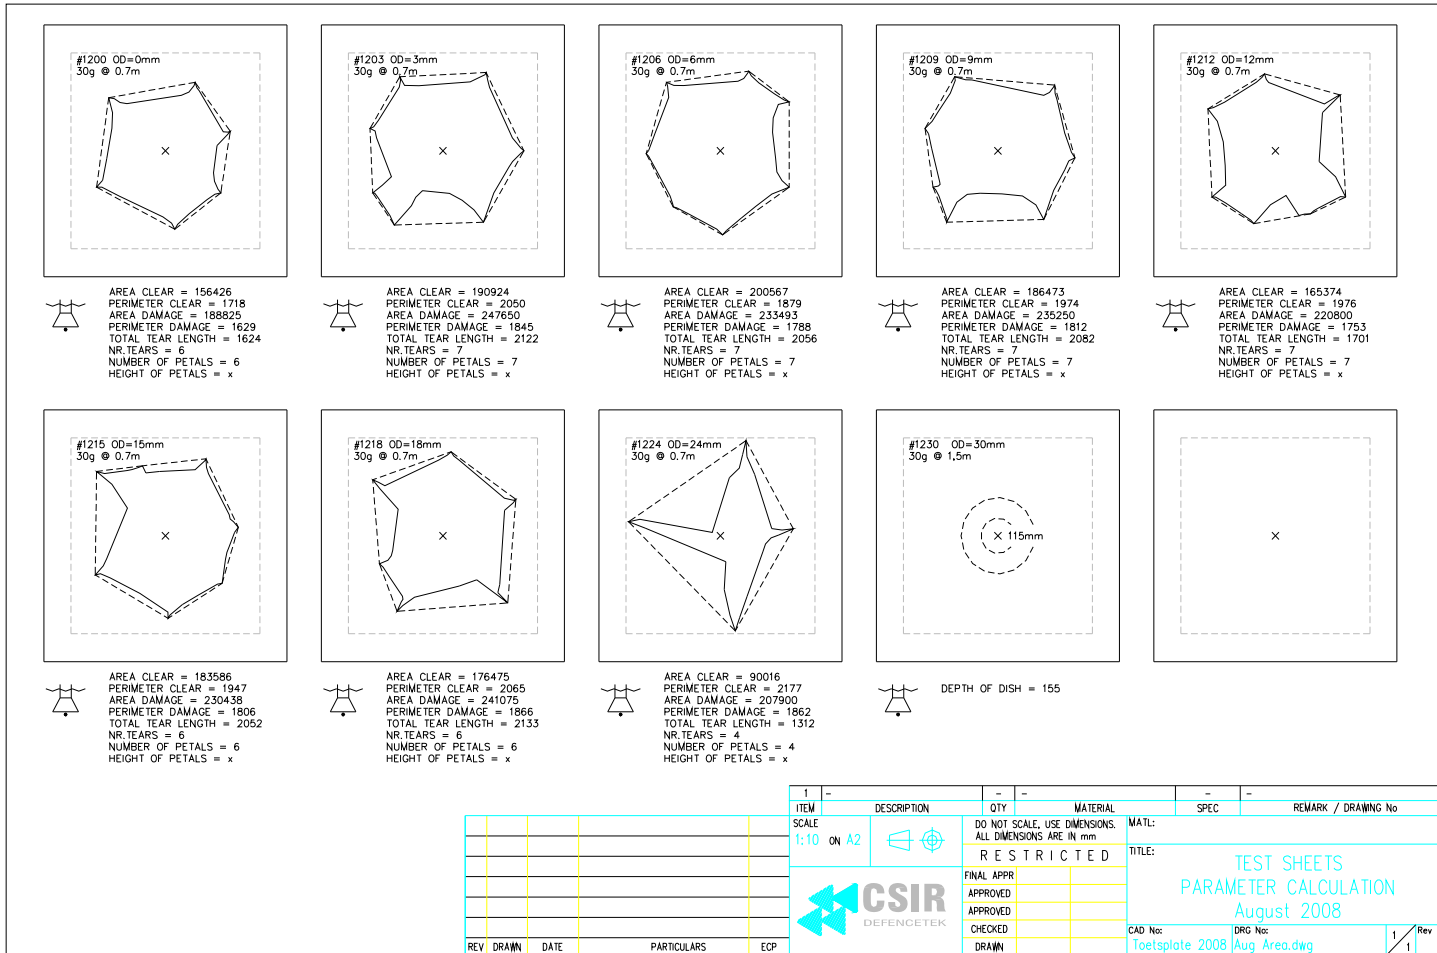 #1200 OD=0mm
30g @ 0.7m
#1203 OD=3mm
30g @ 0.7m
#1206 OD=6mm
30g @ 0.7m
#1209 OD=9mm
30g @ 0.7m
#1212 OD=12mm
30g @ 0.7m
AREA CLEAR = 156426
PERIMETER CLEAR = 1718
AREA DAMAGE = 188825
PERIMETER DAMAGE = 1629
TOTAL TEAR LENGTH = 1624
NR.TEARS = 6
NUMBER OF PETALS = 6
HEIGHT OF PETALS = x
AREA CLEAR = 190924
PERIMETER CLEAR = 2050
AREA DAMAGE = 247650
PERIMETER DAMAGE = 1845
TOTAL TEAR LENGTH = 2122
NR.TEARS = 7
NUMBER OF PETALS = 7
HEIGHT OF PETALS = x
AREA CLEAR = 200567
PERIMETER CLEAR = 1879
AREA DAMAGE = 233493
PERIMETER DAMAGE = 1788
TOTAL TEAR LENGTH = 2056
NR.TEARS = 7
NUMBER OF PETALS = 7
HEIGHT OF PETALS = x
AREA CLEAR = 186473
PERIMETER CLEAR = 1974
AREA DAMAGE = 235250
PERIMETER DAMAGE = 1812
TOTAL TEAR LENGTH = 2082
NR.TEARS = 7
NUMBER OF PETALS = 7
HEIGHT OF PETALS = x
AREA CLEAR = 165374
PERIMETER CLEAR = 1976
AREA DAMAGE = 220800
PERIMETER DAMAGE = 1753
TOTAL TEAR LENGTH = 1701
NR.TEARS = 7
NUMBER OF PETALS = 7
HEIGHT OF PETALS = x
#1215 OD=15mm
30g @ 0.7m
#1218 OD=18mm
30g @ 0.7m
#1224 OD=24mm
30g @ 0.7m
#1230 OD=30mm
30g @ 1,5m
115mm
AREA CLEAR = 183586
PERIMETER CLEAR = 1947
AREA DAMAGE = 230438
PERIMETER DAMAGE = 1806
TOTAL TEAR LENGTH = 2052
NR.TEARS = 6
NUMBER OF PETALS = 6
HEIGHT OF PETALS = x
AREA CLEAR = 176475
PERIMETER CLEAR = 2065
AREA DAMAGE = 241075
PERIMETER DAMAGE = 1866
TOTAL TEAR LENGTH = 2133
NR.TEARS = 6
NUMBER OF PETALS = 6
HEIGHT OF PETALS = x
AREA CLEAR = 90016
PERIMETER CLEAR = 2177
AREA DAMAGE = 207900
PERIMETER DAMAGE = 1862
TOTAL TEAR LENGTH = 1312
NR.TEARS = 4
NUMBER OF PETALS = 4
HEIGHT OF PETALS = x
DEPTH OF DISH = 155
1 - - - - -
ITEM DESCRIPTION QTY MATERIAL SPEC REMARK / DRAWING No
SCALE
1:10 ON A2
DO NOT SCALE, USE DIMENSIONS.
ALL DIMENSIONS ARE IN mm
RESTRICTED
MATL:
TITLE:
TEST SHEETS
PARAMETER CALCULATION
August 2008
CSIR
DEFENCETEK
FINAL APPR
APPROVED
APPROVED
CHECKED
DRAWN
REV DRAWN DATE PARTICULARS ECP
CAD No:
Toetsplate 2008
DRG No:
Aug Area.dwg
1/1
Rev